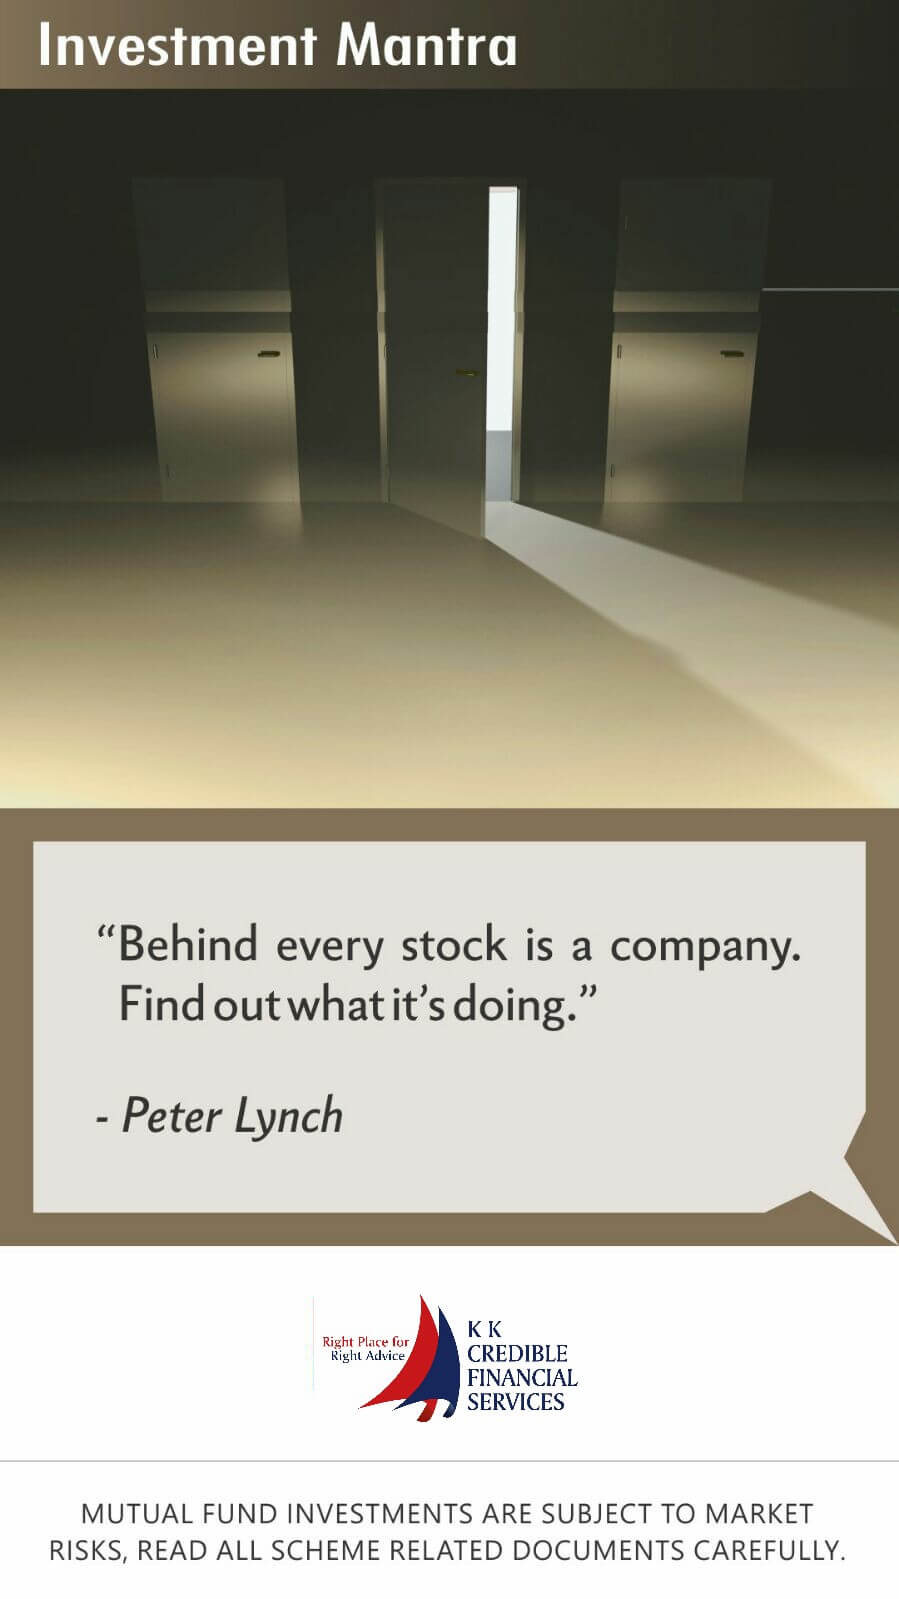 Investment Mantra
“Behind every stock is a company.
Find out what it’s doing.”
- Peter Lynch
Right Place for
Right Advice
K K
CREDIBLE
FINANCIAL
SERVICES
MUTUAL FUND INVESTMENTS ARE SUBJECT TO MARKET
RISKS, READ ALL SCHEME RELATED DOCUMENTS CAREFULLY.